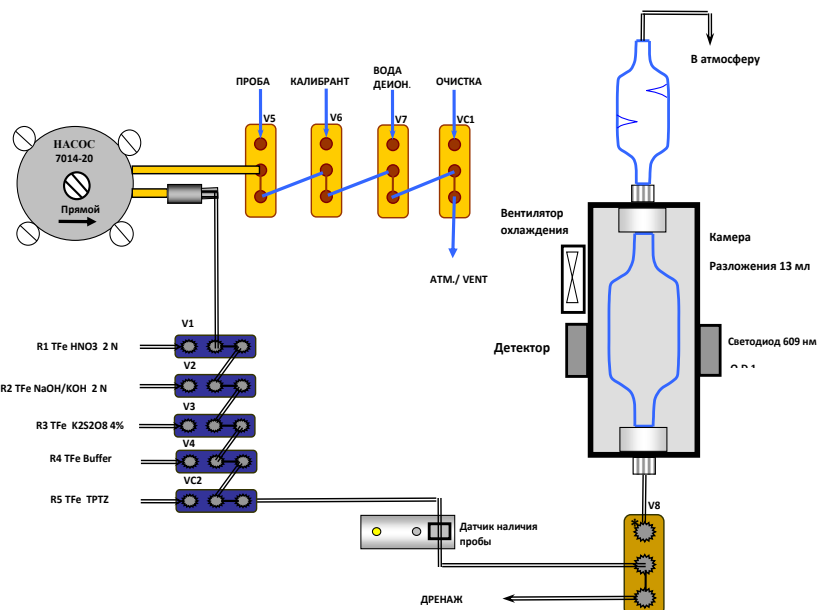 В атмосферу
ПРОБА
КАЛИБРАНТ
ВОДА
ДЕИОН.
ОЧИСТКА
V5
V6
V7
VC1
НАСОС
7014-20
Прямой
АТМ./ VENT
Вентилятор
охлаждения
Камера
Разложения 13 мл
Детектор
Светодиод 609 нм
V1
R1 TFe HNO3 2 N
V2
R2 TFe NaOH/KOH 2 N
V3
R3 TFe K2S2O8 4%
V4
R4 TFe Buffer
VC2
R5 TFe TPTZ
Датчик наличия
пробы
V8
*
ДРЕНАЖ